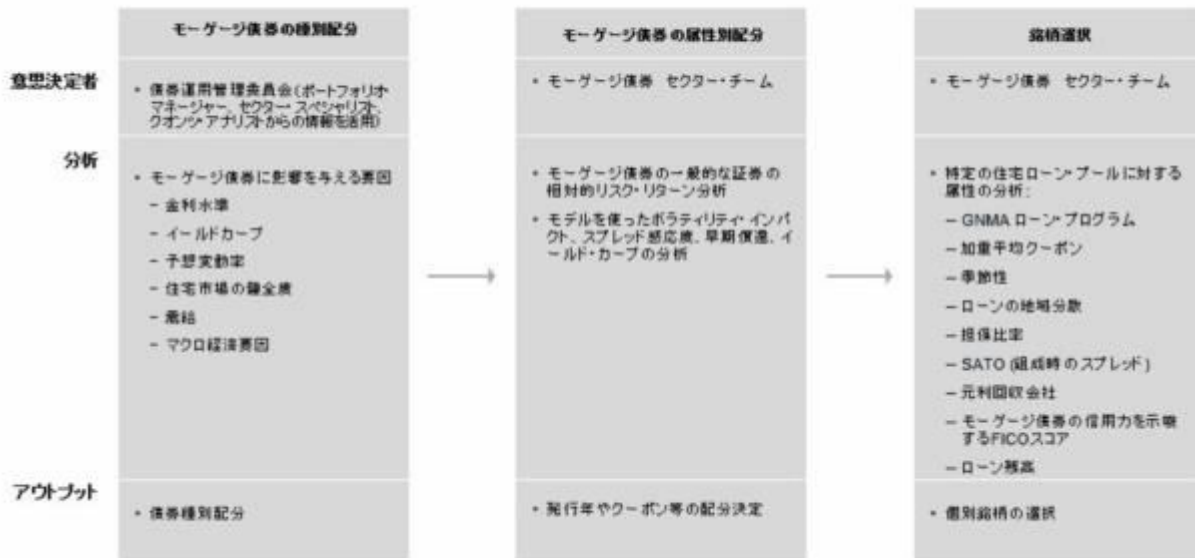 モーゲージ債券の種別配分
モーゲージ債券の属性別配分
銘柄選択
意思決定者
• 債券運用管理委員会(ポートフォリオ・
マネージャー、セクター・スペシャリスト、
クオンツ・アナリストからの情報を活用)
• モーゲージ債券 セクター・チーム
• モーゲージ債券 セクター・チーム
分析
• モーゲージ債券に影響を与える要因
– 金利水準
– イールドカーブ
– 予想変動率
– 住宅市場の健全度
– 需給
– マクロ経済要因
• モーゲージ債券の一般的な証券の
相対的リスク・リターン分析
• モデルを使ったボラティリティ・インパ
クト、スプレッド感応度、早期償還、イ
ールド・カーブの分析
• 特定の住宅ローン・プールに対する
属性の分析:
– GNMA ローン・プログラム
– 加重平均クーポン
– 季節性
– ローンの地域分散
– 担保比率
– SATO (組成時のスプレッド)
– 元利回収会社
– モーゲージ債券の信用力を示唆
するFICOスコア
– ローン残高
アウトプット
• 債券種別配分
• 発行年やクーポン等の配分決定
• 個別銘柄の選択